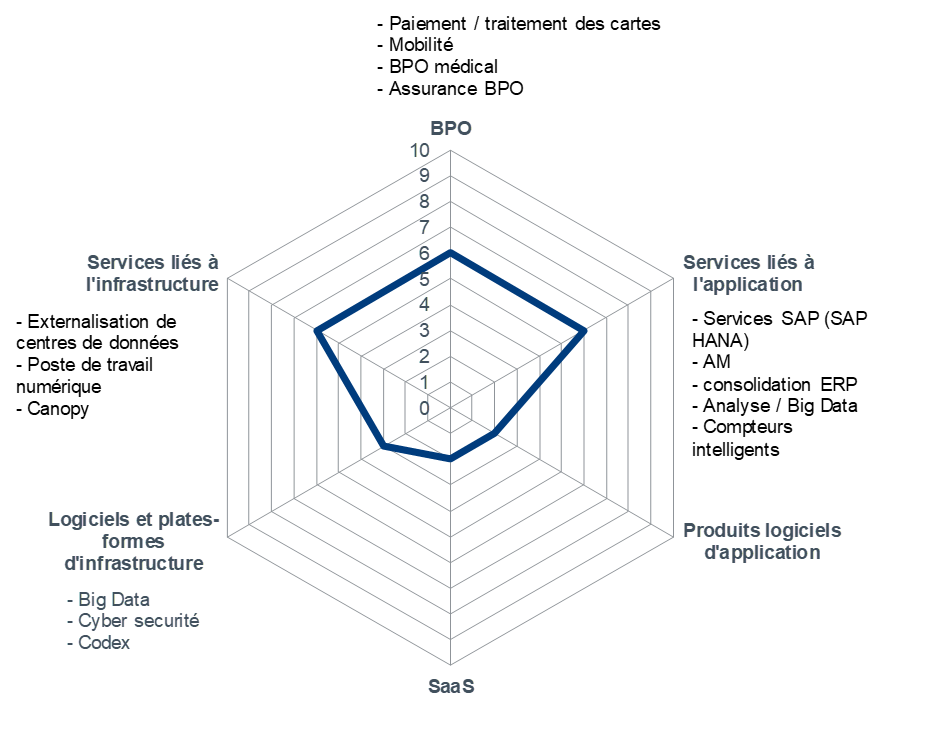 - Paiement / traitement des cartes
- Mobilité
- BPO médical
- Assurance BPO
BPO
10
9
8
7
6
5
4
3
2
1
0
Services liés à
l'infrastructure
- Externalisation de
centres de données
- Poste de travail
numérique
- Canopy
Services liés à
l'application
- Services SAP (SAP
HANA)
- AM
- consolidation ERP
- Analyse / Big Data
- Compteurs
intelligents
Logiciels et plates-
formes
d'infrastructure
- Big Data
- Cyber securité
- Codex
Produits logiciels
d'application
SaaS